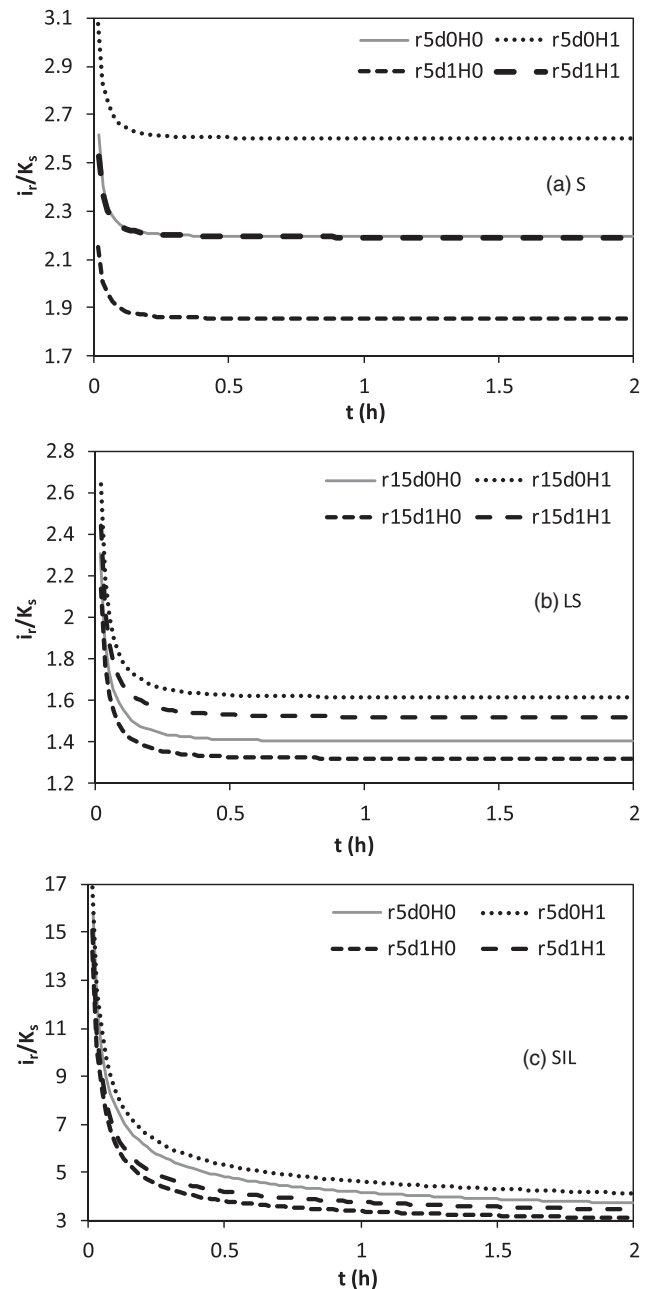 3.1
2.9
2.7
2.5
2.3
2.1
1.9
1.7
i_r/K_s
r5d0H0 r5d0H1
r5d1H0 r5d1H1
(a) S
0 0.5 1 1.5 2
t (h)
2.8
2.6
2.4
2.2
2
1.8
1.6
1.4
1.2
i_r/K_s
r15d0H0 r15d0H1
r15d1H0 r15d1H1
(b) LS
0 0.5 1 1.5 2
t (h)
17
15
13
11
9
7
5
3
i_r/K_s
r5d0H0 r5d0H1
r5d1H0 r5d1H1
(c) SIL
0 0.5 1 1.5 2
t (h)